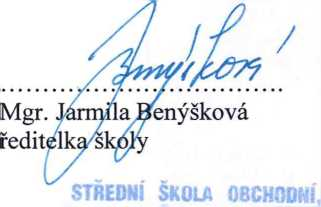 Mgr. Jarmila Benýšková
ředitelka školy
STŘEDNÍ ŠKOLA OBCHODNÍ,